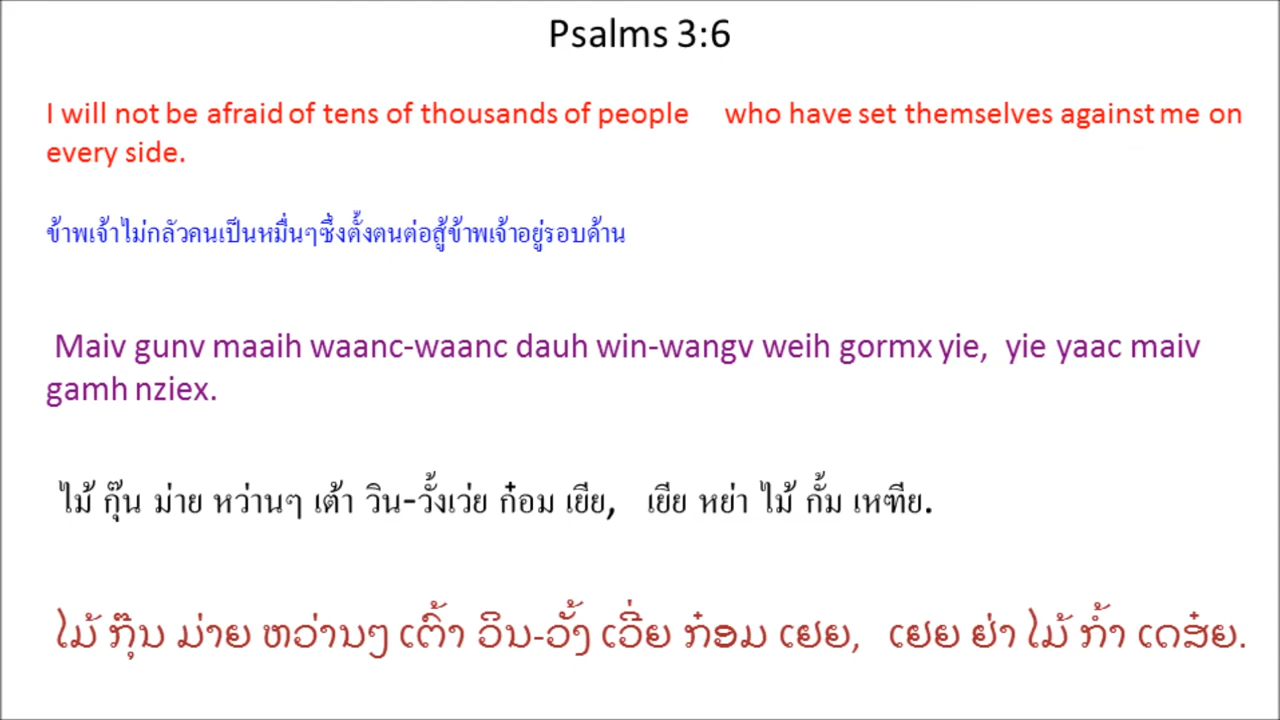 Psalms 3:6
I will not be afraid of tens of thousands of people who have set themselves against me on
every side.
ข้าพเจ้าไม่กลัวคนเป็นหมื่นๆซึ่งตั้งตนต่อสู้ข้าพเจ้าอยู่รอบด้าน
Maiv gunv maaih waanc-waanc dauh win-wangv weih gormx yie, yie yaac maiv
gamh nziex.
ไม้ กุ๊น ม่าย หว่านๆ เต้า วิน-วั้งเว่ย ก๋อม เยีย, เยีย หย่า ไม้ กั้ม เหฑีย.
ໄມ້ ກຸ໊ນ ມ່າຍ ຫວ່ານໆ ເຕົ້າ ວິນ-ວັ້ງ ເວີ່ຍ ກ໋ອມ ເຢຍ, ເຢຍ ຢ່າ ໄມ້ ກ້ຳ ເດສ໋ຍ.